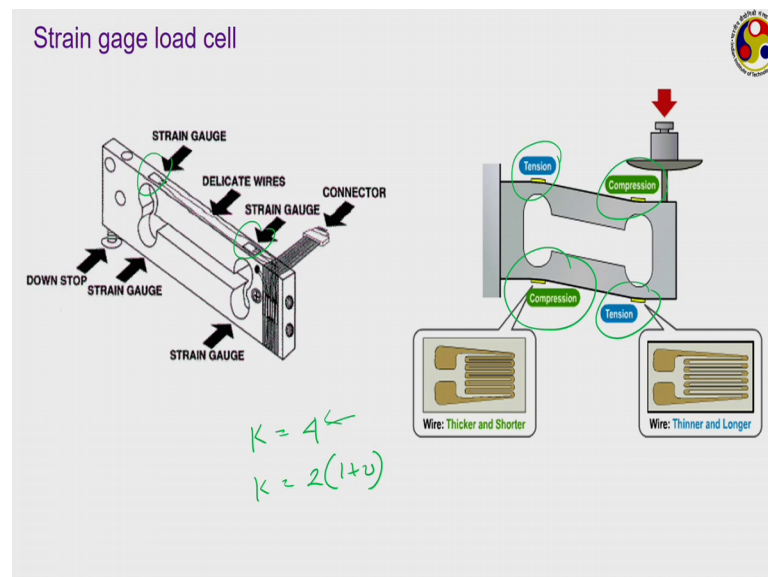 Strain gage load cell
STRAIN GAUGE
DELICATE WIRES
STRAIN GAUGE
CONNECTOR
DOWN STOP
STRAIN GAUGE
STRAIN GAUGE
Tension
Compression
Compression
Tension
Wire: Thicker and Shorter
Wire: Thinner and Longer
K = 4
K = 2(1+ν)